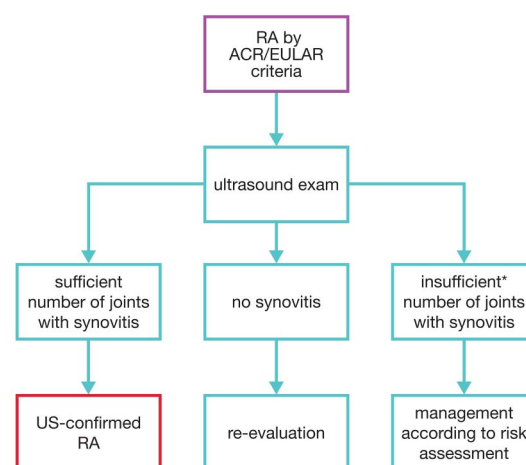 RA by
ACR/EULAR
criteria
ultrasound exam
sufficient
number of joints
with synovitis
no synovitis
insufficient*
number of joints
with synovitis
US-confirmed
RA
re-evaluation
management
according to risk
assessment